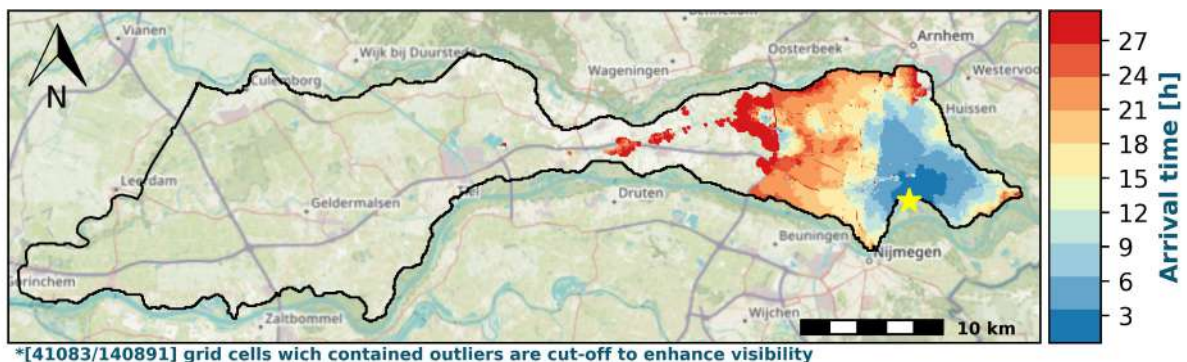 Vianen
Wijk bij Duurstede
Oosterbeek
Arnhem
Wageningen
Westervoo
Culemborg
Huissen
N
Leerdam
Tiel
Druten
Geldermalsen
Beuningen
Nijmegen
Gorinchem
Zaltbommel
Wijchen
10 km
27
24
21
18
15
12
9
6
3
Arrival time [h]
*[41083/140891] grid cells wich contained outliers are cut-off to enhance visibility